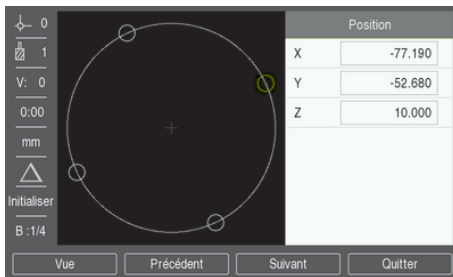 0
1
V: 0
0:00
mm
Initialiser
B :1/4
Position
X -77.190
Y -52.680
Z 10.000
Vue Précédent Suivant Quitter